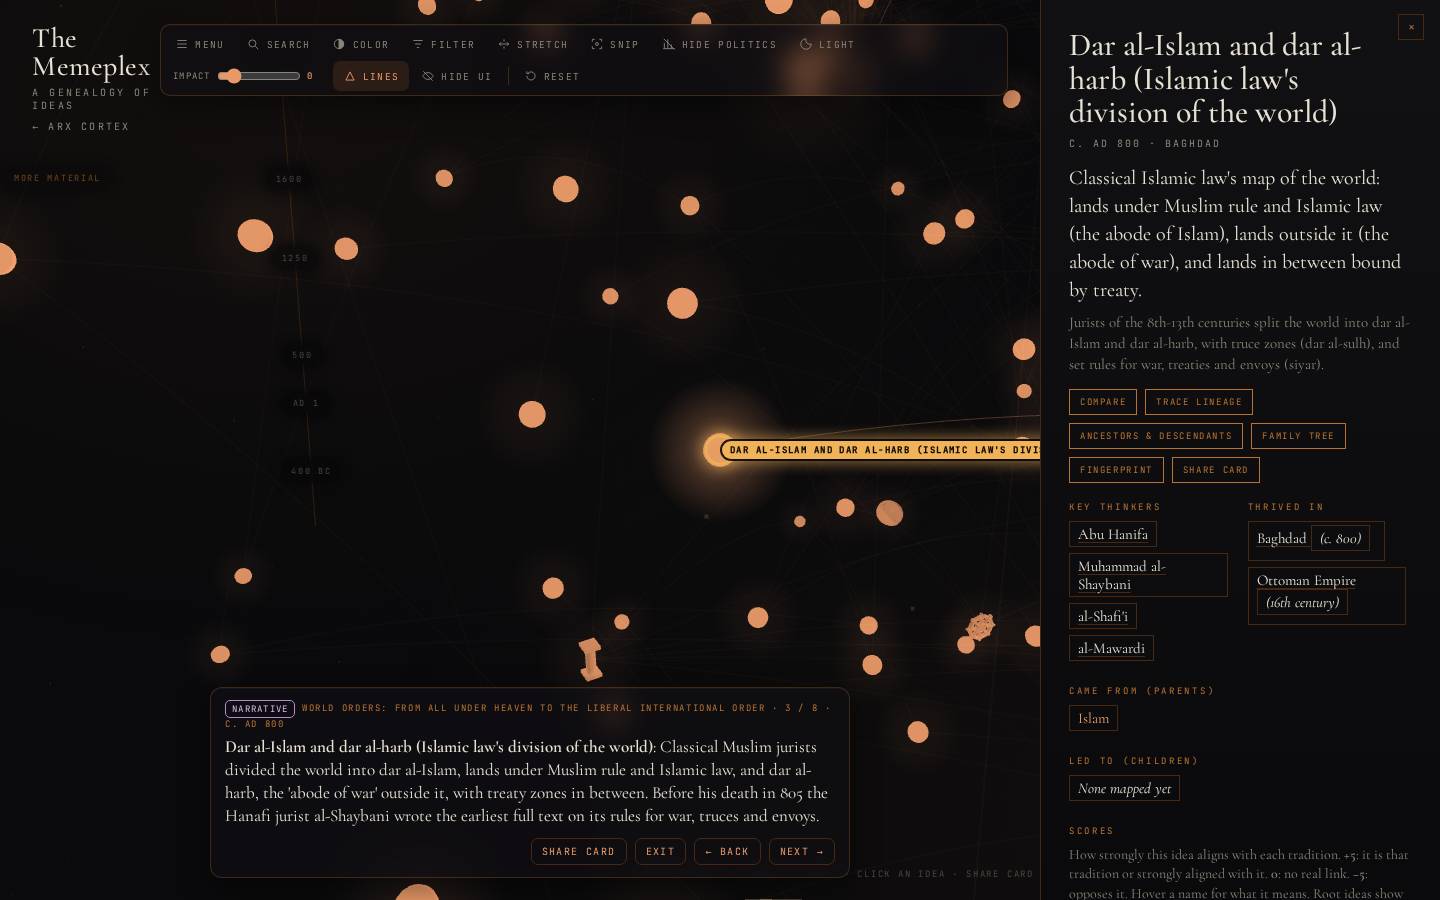 The
Memeplex
A GENEALOGY OF
IDEAS
← ARX CORTEX
MENU
SEARCH
COLOR
FILTER
STRETCH
SNIP
HIDE POLITICS
LIGHT
IMPACT
0
LINES
HIDE UI
RESET
MORE MATERIAL
1600
1250
500
AD 1
400 BC
DAR AL-ISLAM AND DAR AL-HARB (ISLAMIC LAW'S DIVI
NARRATIVE WORLD ORDERS: FROM ALL UNDER HEAVEN TO THE LIBERAL INTERNATIONAL ORDER · 3 / 8 ·
C. AD 800
Dar al-Islam and dar al-harb (Islamic law's division of the world): Classical Muslim jurists
divided the world into dar al-Islam, lands under Muslim rule and Islamic law, and dar al-
harb, the 'abode of war' outside it, with treaty zones in between. Before his death in 805 the
Hanafi jurist al-Shaybani wrote the earliest full text on its rules for war, truces and envoys.
SHARE CARD
EXIT
← BACK
NEXT →
CLICK AN IDEA · SHARE CARD
×
Dar al-Islam and dar al-
harb (Islamic law's
division of the world)
C. AD 800 · BAGHDAD
Classical Islamic law's map of the world:
lands under Muslim rule and Islamic law
(the abode of Islam), lands outside it (the
abode of war), and lands in between bound
by treaty.
Jurists of the 8th-13th centuries split the world into dar al-
Islam and dar al-harb, with truce zones (dar al-sulh), and
set rules for war, treaties and envoys (siyar).
COMPARE
TRACE LINEAGE
ANCESTORS & DESCENDANTS
FAMILY TREE
FINGERPRINT
SHARE CARD
KEY THINKERS
Abu Hanifa
Muhammad al-
Shaybani
al-Shafi'i
al-Mawardi
THRIVED IN
Baghdad (c. 800)
Ottoman Empire
(16th century)
CAME FROM (PARENTS)
Islam
LED TO (CHILDREN)
None mapped yet
SCORES
How strongly this idea aligns with each tradition. +5: it is that
tradition or strongly aligned with it. 0: no real link. −5:
opposes it. Hover a name for what it means. Root ideas show